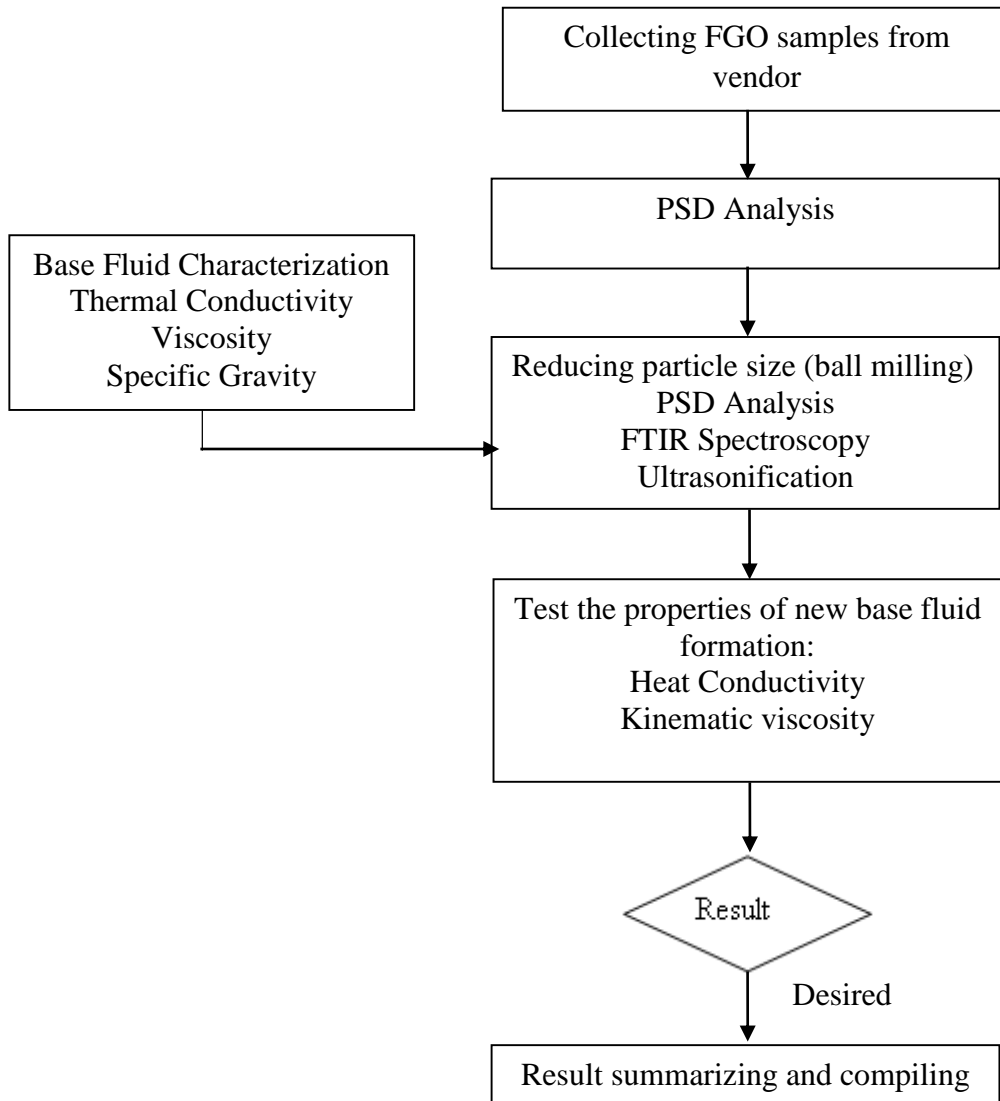 Collecting FGO samples from
vendor
PSD Analysis
Base Fluid Characterization
Thermal Conductivity
Viscosity
Specific Gravity
Reducing particle size (ball milling)
PSD Analysis
FTIR Spectroscopy
Ultrasonification
Test the properties of new base fluid
formation:
Heat Conductivity
Kinematic viscosity
Result
Desired
Result summarizing and compiling